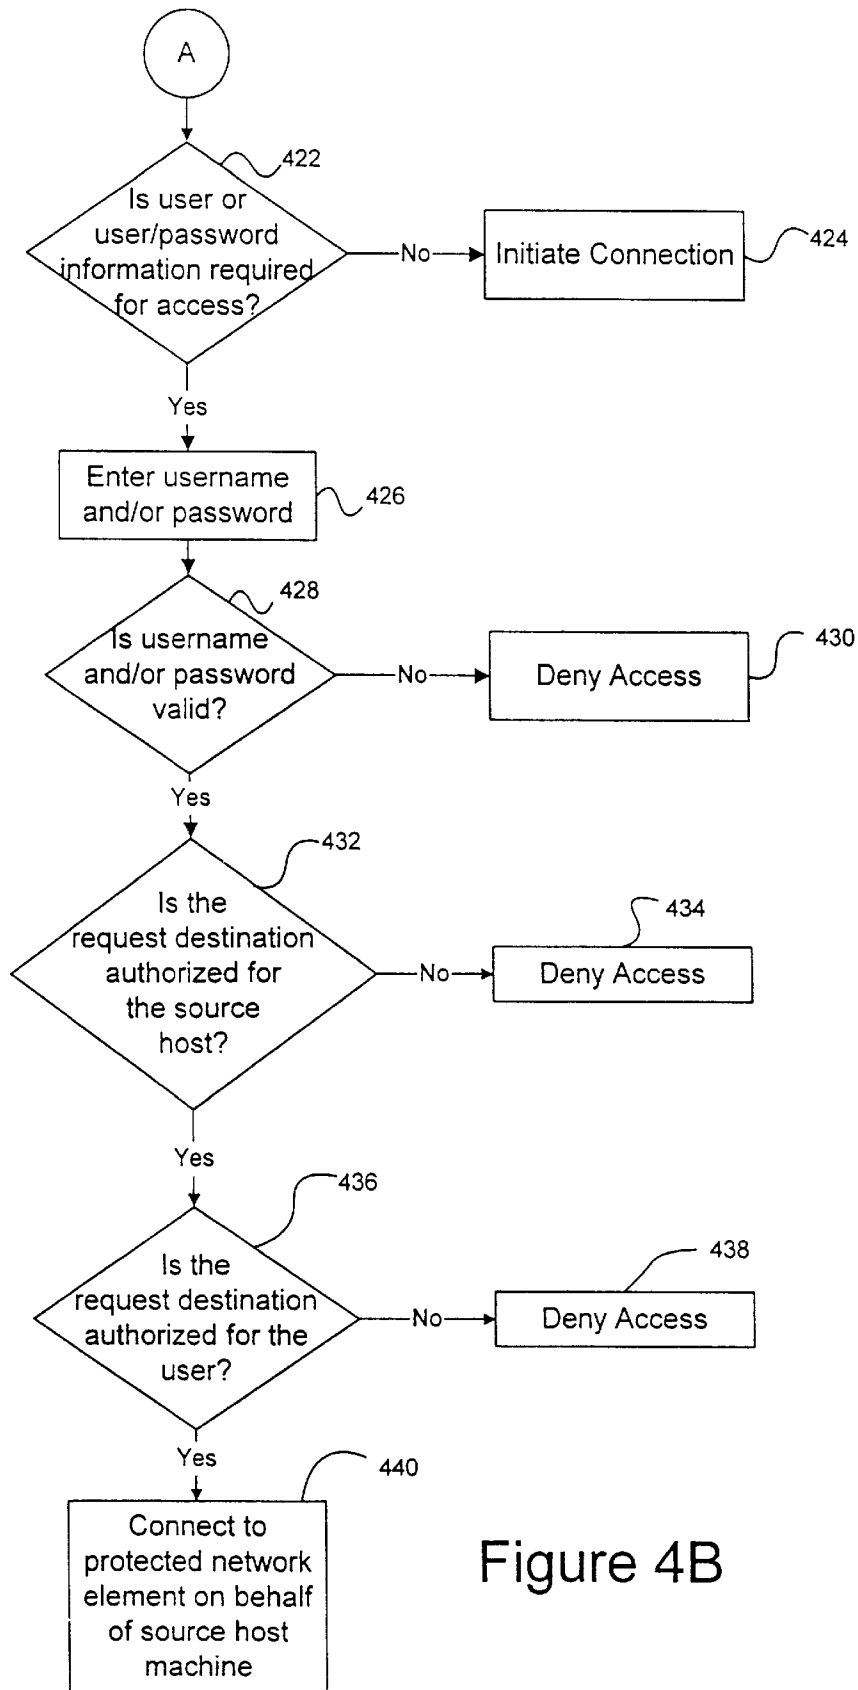 A
422
Is user or
user/password
information required
for access?
No
Initiate Connection
424
Yes
Enter username
and/or password
426
428
Is username
and/or password
valid?
No
Deny Access
430
Yes
432
Is the
request destination
authorized for
the source
host?
No
434
Deny Access
Yes
436
Is the
request destination
authorized for the
user?
No
438
Deny Access
Yes
440
Connect to
protected network
element on behalf
of source host
machine
Figure 4B